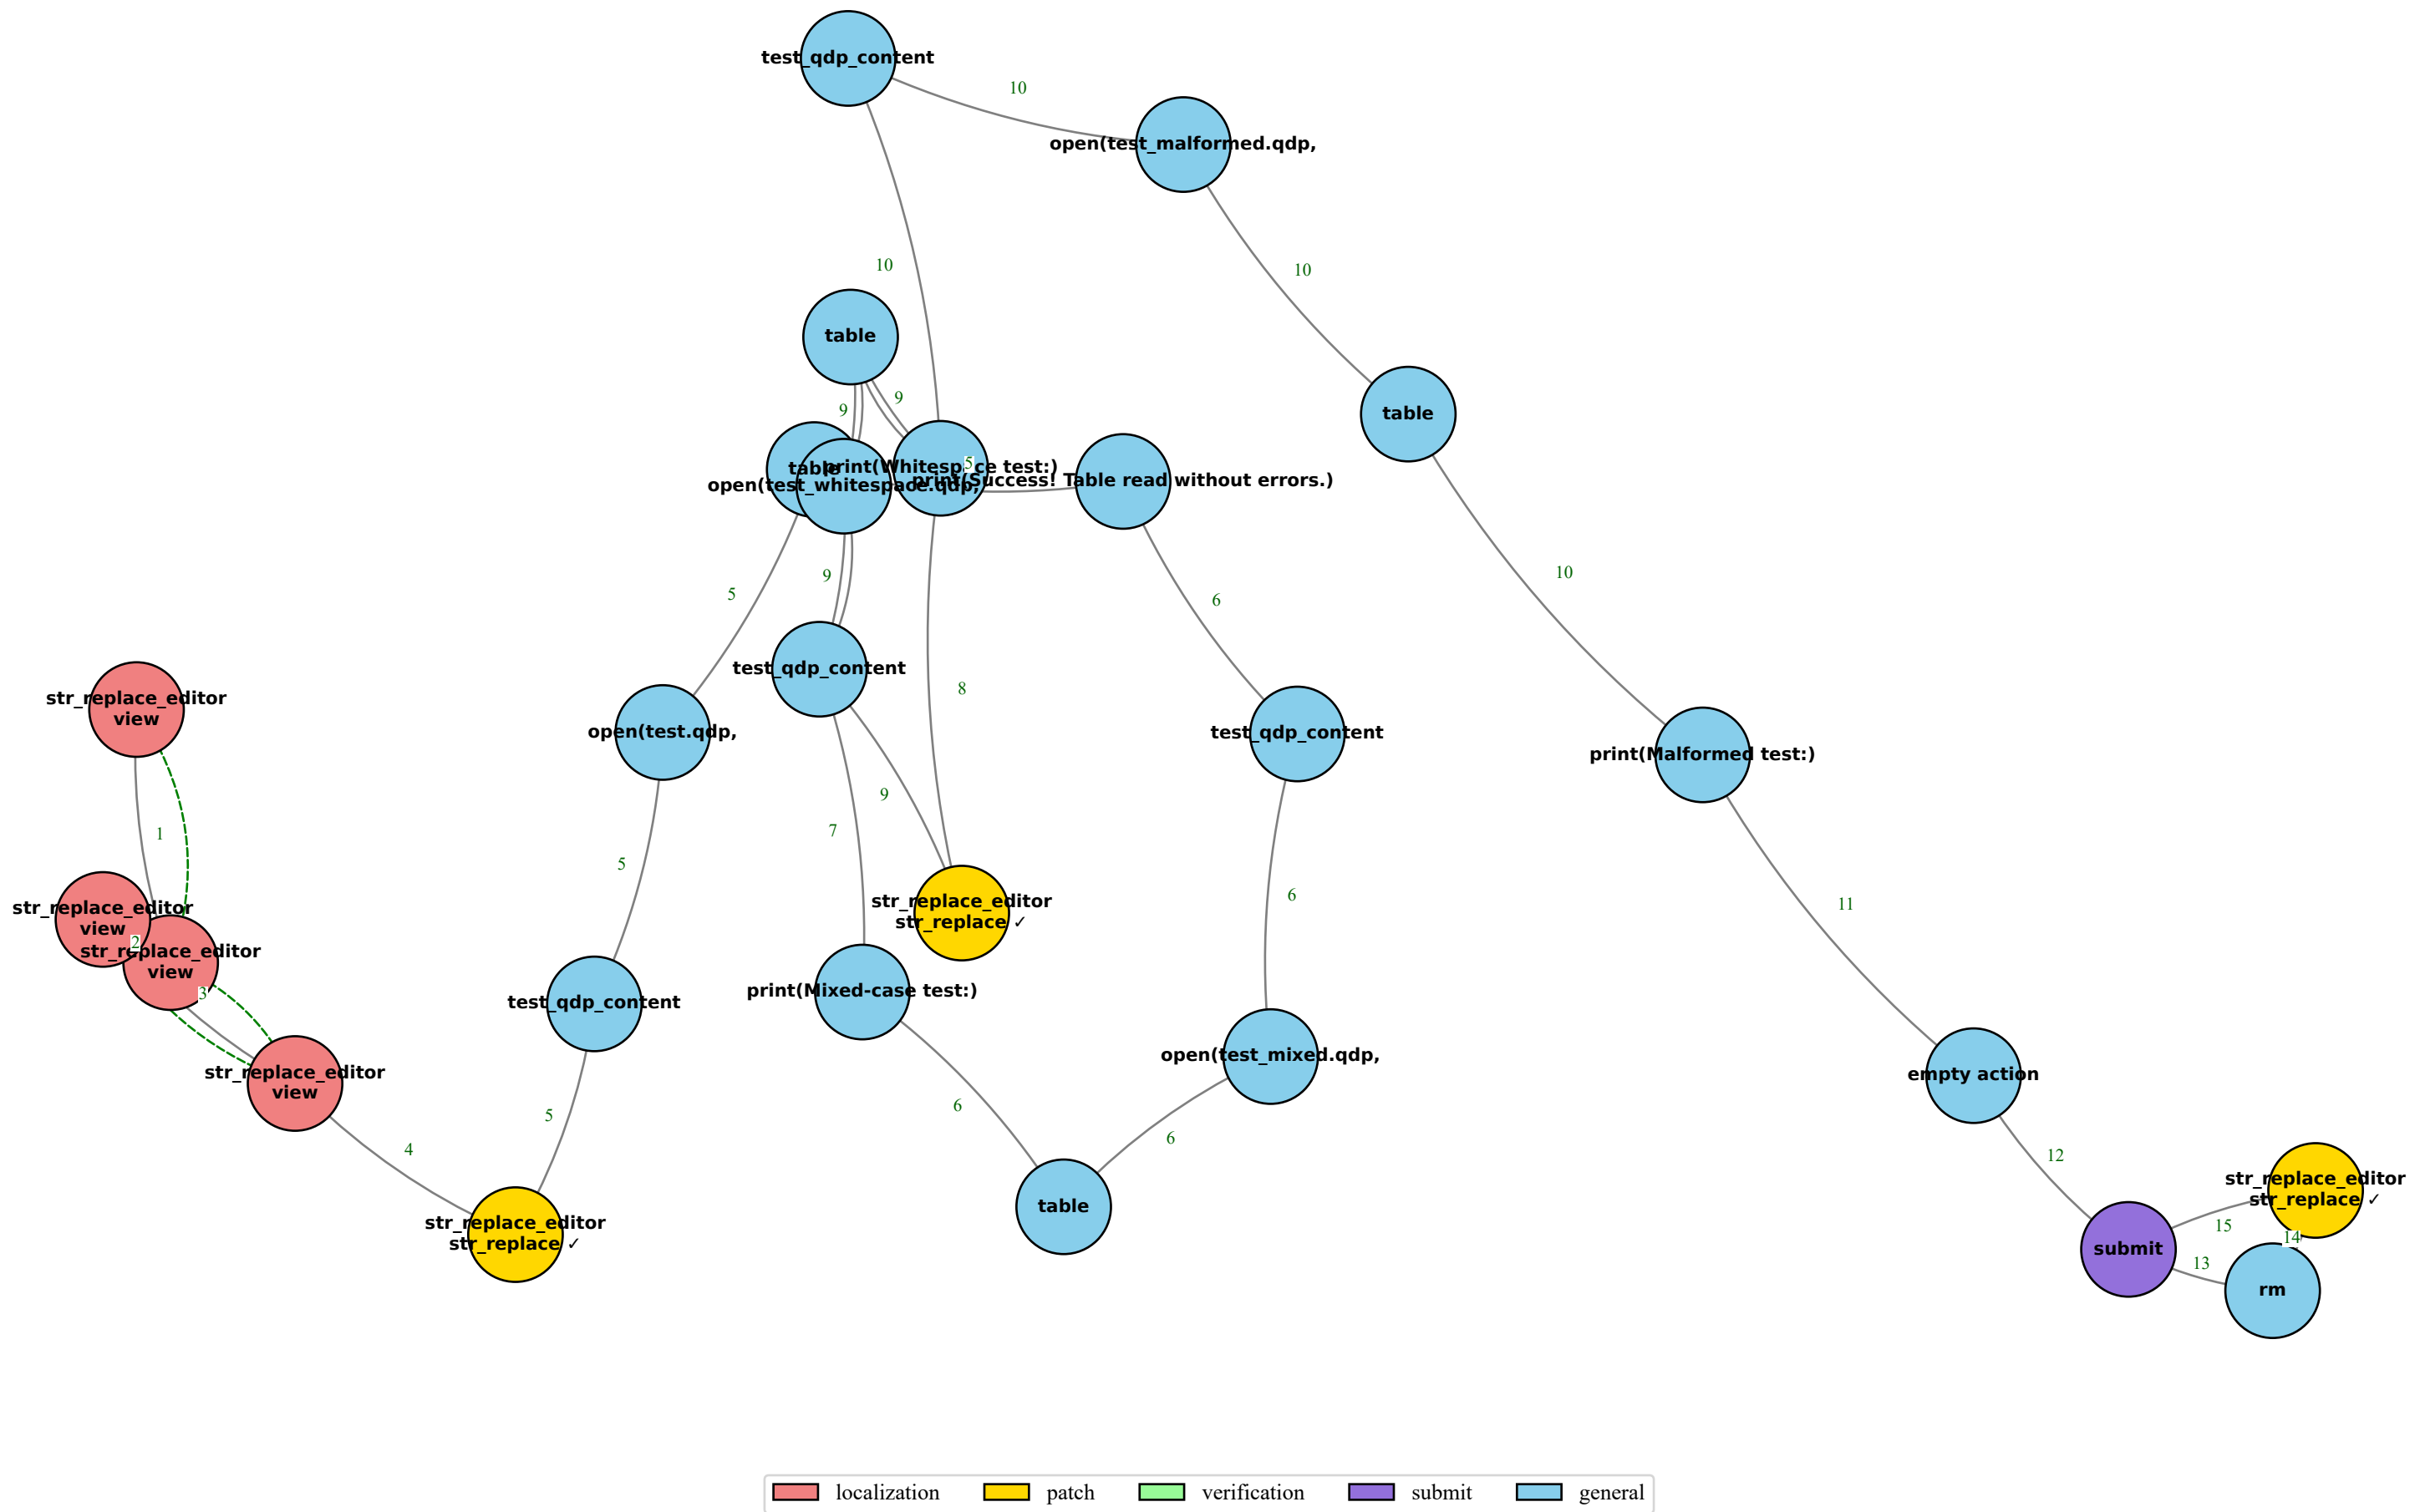 test_qdp_content
10
open(test_malformed.qdp,
10
10
table
9
9
table
print(Whitespace test:)
5
table
open(test_whitespace.qdp,
print(Success! Table read without errors.)
10
9
5
6
test_qdp_content
8
str_replace_editor
view
open(test.qdp,
test_qdp_content
print(Malformed test:)
9
7
1
5
6
11
str_replace_editor
view
str_replace_editor
str_replace ✓
2
str_replace_editor
view
3
print(Mixed-case test:)
test_qdp_content
open(test_mixed.qdp,
str_replace_editor
view
empty action
6
5
6
4
12
str_replace_editor
str_replace ✓
table
str_replace_editor
str_replace ✓
15
14
submit
13
rm
localization
patch
verification
submit
general